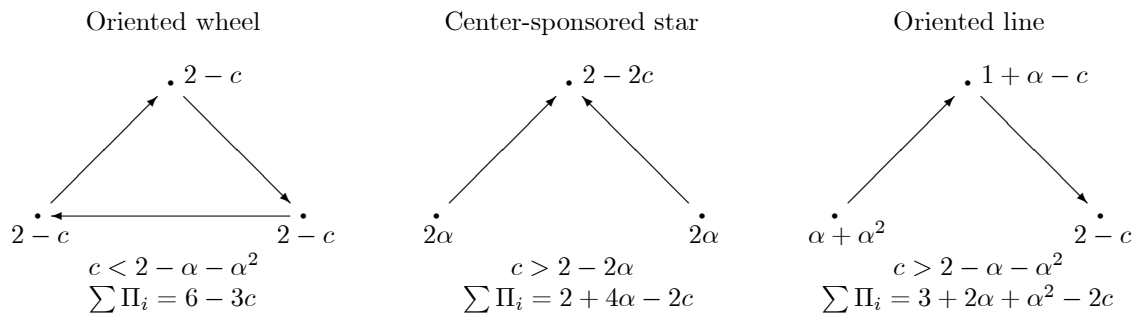 Oriented wheel
Center-sponsored star
Oriented line
2 − c
2 − 2c
1 + α − c
2 − c
2 − c
2α
2α
α + α²
2 − c
c < 2 − α − α²
c > 2 − 2α
c > 2 − α − α²
∑ Πᵢ = 6 − 3c
∑ Πᵢ = 2 + 4α − 2c
∑ Πᵢ = 3 + 2α + α² − 2c